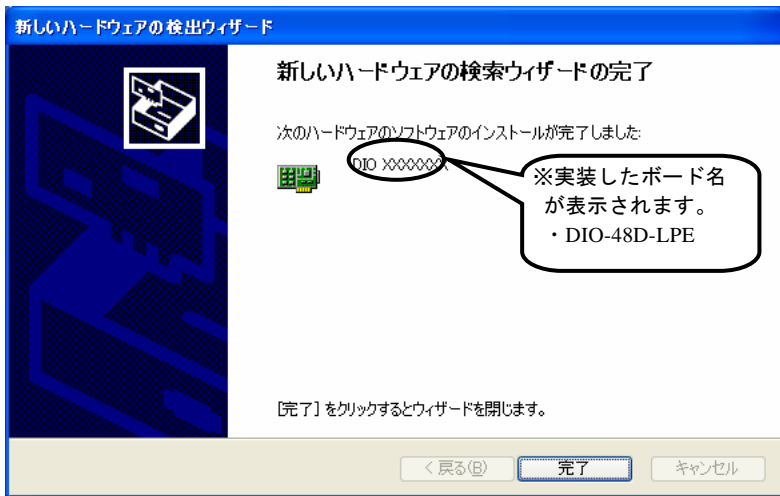 新しいハードウェアの検出ウィザード
新しいハードウェアの検索ウィザードの完了
次のハードウェアのソフトウェアのインストールが完了しました:
DIO XXXXXXX
※実装したボード名
が表示されます。
・DIO-48D-LPE
[完了] をクリックするとウィザードを閉じます。
< 戻る(B)
完了
キャンセル